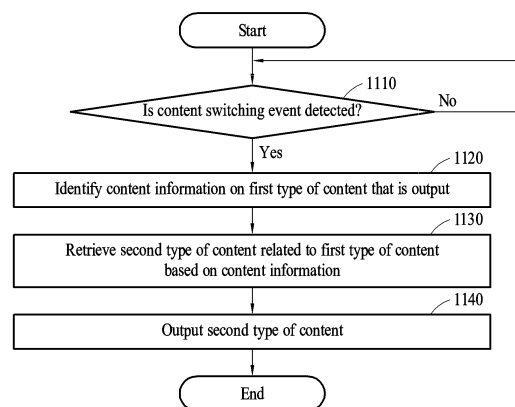 Start
1110
Is content switching event detected?
No
Yes
1120
Identify content information on first type of content that is output
1130
Retrieve second type of content related to first type of content
based on content information
1140
Output second type of content
End